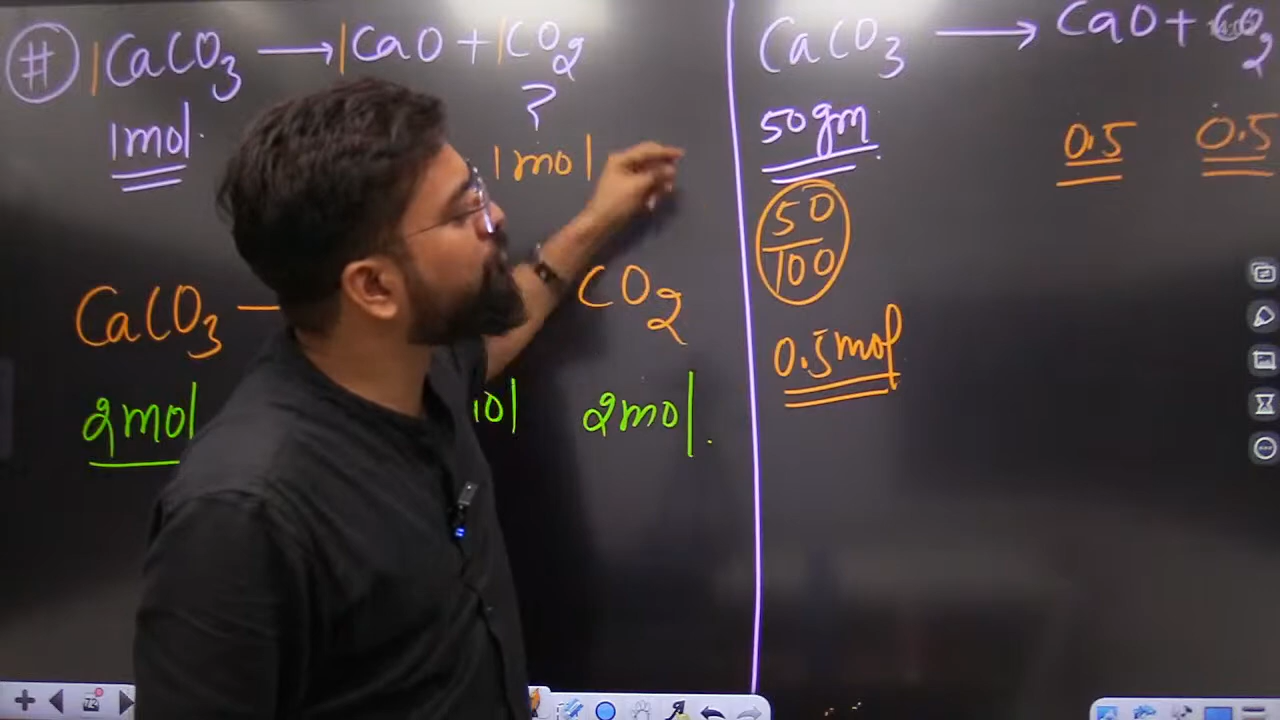 # 1CaCO3 → 1CaO + 1CO2
1mol ?
1mol
CaCO3 — CO2
2mol ol 2mol.
CaCO3 → CaO + CO2
50gm 0.5 0.5
50
100
0.5mol